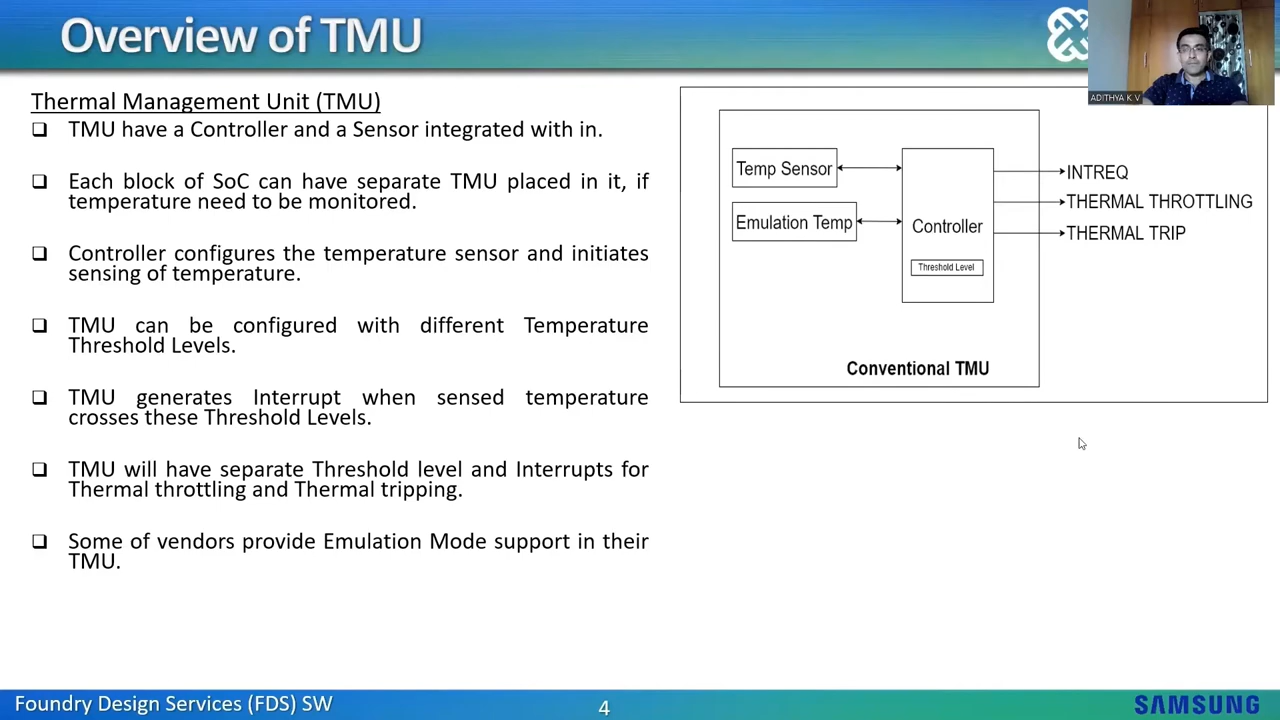 Overview of TMU
ADITHYA K V
Thermal Management Unit (TMU)
TMU have a Controller and a Sensor integrated with in.
Each block of SoC can have separate TMU placed in it, if
temperature need to be monitored.
Controller configures the temperature sensor and initiates
sensing of temperature.
TMU can be configured with different Temperature
Threshold Levels.
TMU generates Interrupt when sensed temperature
crosses these Threshold Levels.
TMU will have separate Threshold level and Interrupts for
Thermal throttling and Thermal tripping.
Some of vendors provide Emulation Mode support in their
TMU.
Temp Sensor
Emulation Temp
Controller
Threshold Level
INTREQ
THERMAL THROTTLING
THERMAL TRIP
Conventional TMU
Foundry Design Services (FDS) SW
4
SAMSUNG